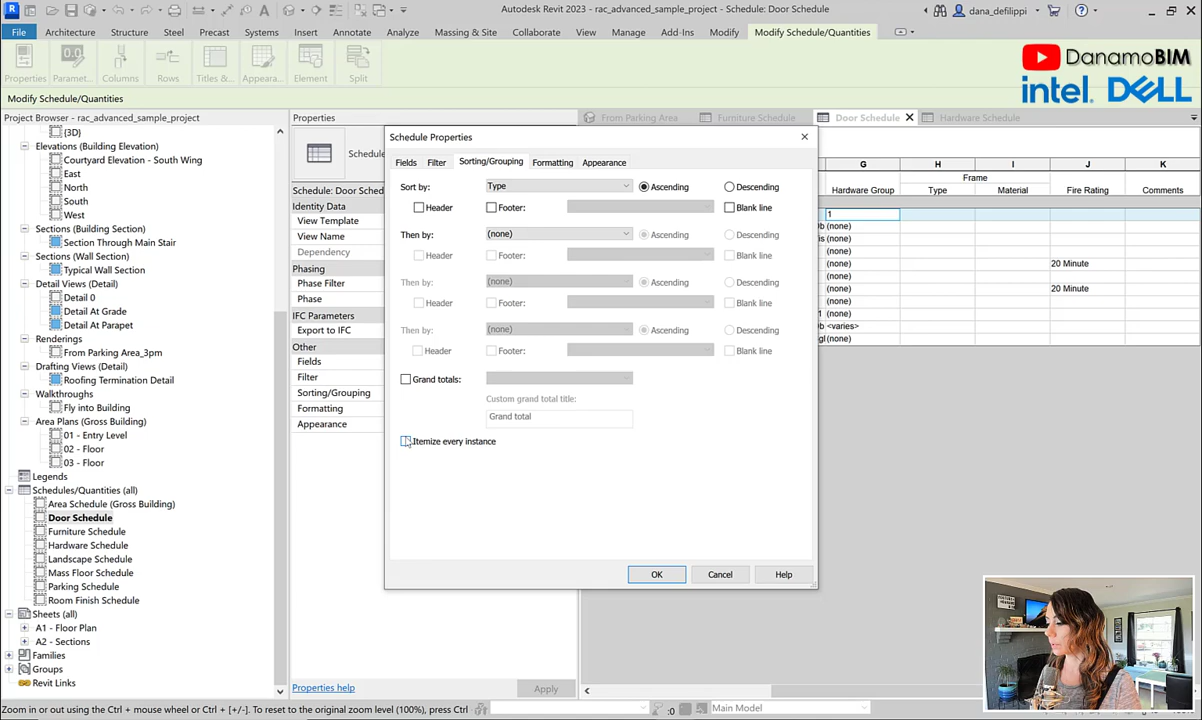 Autodesk Revit 2023 - rac_advanced_sample_project - Schedule: Door Schedule
dana_defilippi
File Architecture Structure Steel Precast Systems Insert Annotate Analyze Massing & Site Collaborate View Manage Add-Ins Modify Modify Schedule/Quantities
Properties Paramet... Columns Rows Titles &... Appeara... Element Split
DanamoBIM
intel. DELL
Modify Schedule/Quantities
Project Browser - rac_advanced_sample_project
{3D}
Elevations (Building Elevation)
Courtyard Elevation - South Wing
East
North
South
West
Sections (Building Section)
Section Through Main Stair
Sections (Wall Section)
Typical Wall Section
Detail Views (Detail)
Detail 0
Detail At Grade
Detail At Parapet
Renderings
From Parking Area_3pm
Drafting Views (Detail)
Roofing Termination Detail
Walkthroughs
Fly into Building
Area Plans (Gross Building)
01 - Entry Level
02 - Floor
03 - Floor
Legends
Schedules/Quantities (all)
Area Schedule (Gross Building)
Door Schedule
Furniture Schedule
Hardware Schedule
Landscape Schedule
Mass Floor Schedule
Parking Schedule
Room Finish Schedule
Sheets (all)
A1 - Floor Plan
A2 - Sections
Families
Groups
Revit Links
Properties
Schedule
Schedule: Door Schedul
Identity Data
View Template
View Name
Dependency
Phasing
Phase Filter
Phase
IFC Parameters
Export to IFC
Other
Fields
Filter
Sorting/Grouping
Formatting
Appearance
Properties help
Apply
Schedule Properties
Fields Filter Sorting/Grouping Formatting Appearance
Sort by: Type Ascending Descending
Header Footer: Blank line
Then by: (none) Ascending Descending
Header Footer: Blank line
Then by: (none) Ascending Descending
Header Footer: Blank line
Then by: (none) Ascending Descending
Header Footer: Blank line
Grand totals:
Custom grand total title:
Grand total
Itemize every instance
OK Cancel Help
From Parking Area Furniture Schedule Door Schedule Hardware Schedule
G H I J K
Frame
Hardware Group Type Material Fire Rating Comments
1
(none)
(none)
(none)
(none) 20 Minute
(none)
(none) 20 Minute
(none)
1 (none)
<varies>
(none)
Zoom in or out using the Ctrl + mouse wheel or Ctrl + [+/-]. To reset to the original zoom level (100%), press Ctrl
:0 Main Model